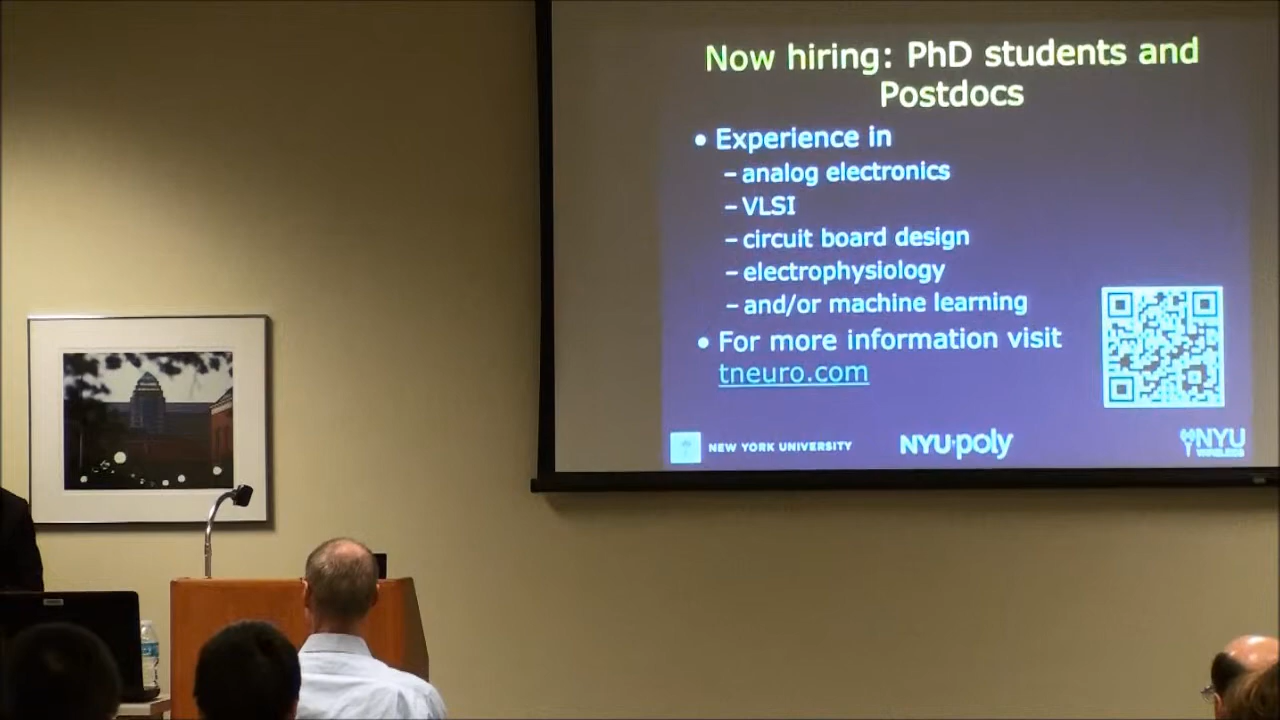 Now hiring: PhD students and
Postdocs
• Experience in
– analog electronics
– VLSI
– circuit board design
– electrophysiology
– and/or machine learning
• For more information visit
tneuro.com
NEW YORK UNIVERSITY
NYU·poly
NYU
WIRELESS